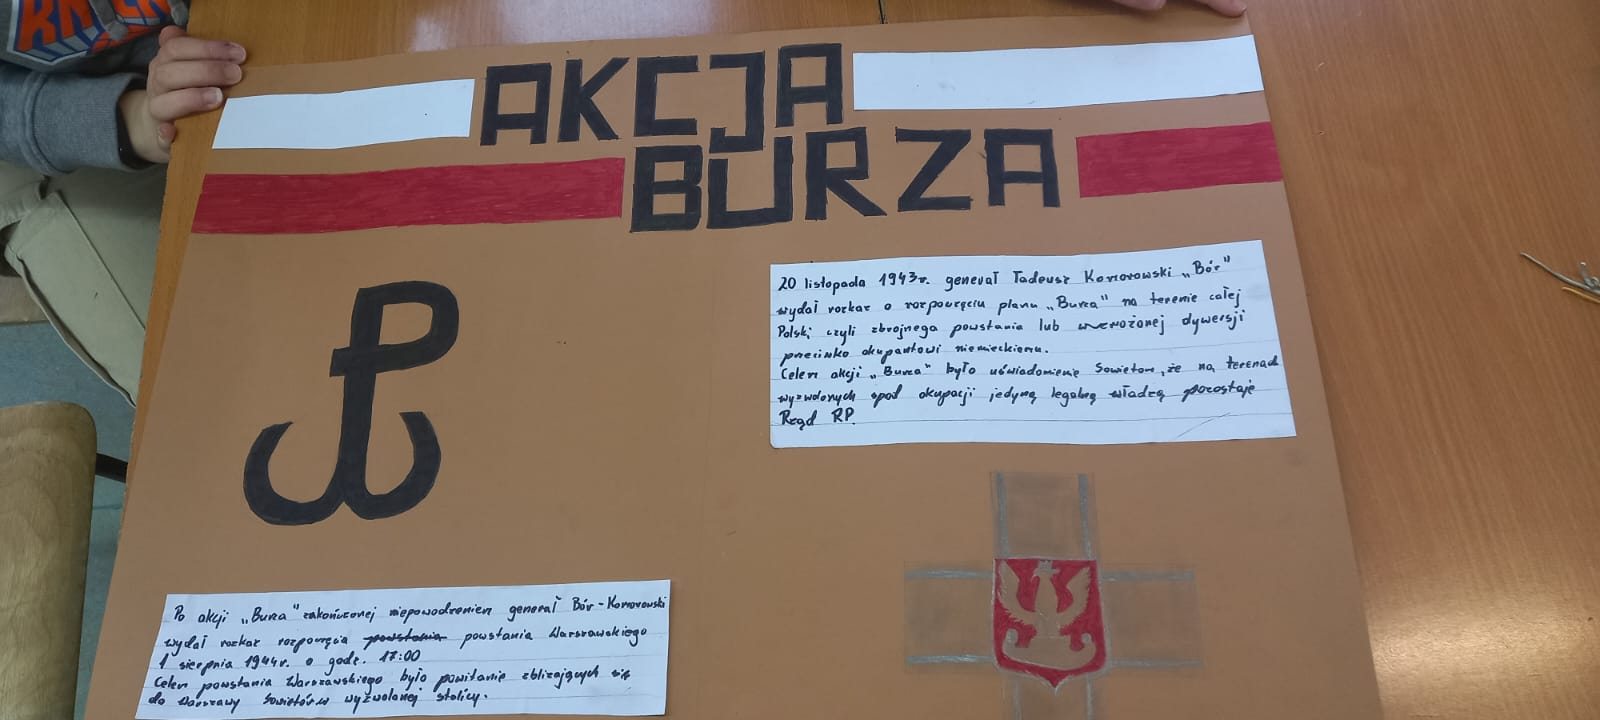 AKCJA
BURZA
20 listopada 1943r. generał Tadeusz Komorowski „Bór"
wydał rozkaz o rozpoczęciu planu „Burza" na terenie całej
Polski czyli zbrojnego powstania lub wzmożonej dywersji
przeciwko okupantowi niemieckiemu.
Celem akcji „Burza" było uświadomienie Sowietom, że na terenach
wyzwolonych spod okupacji jedyną legalną władzą pozostaje
Rząd RP.
Po akcji „Burza" zakończonej niepowodzeniem generał Bór-Komorowski
wydał rozkaz rozpoczęcia powstania powstania Warszawskiego
1 sierpnia 1944r. o godz. 17:00
Celem powstania Warszawskiego było powitanie zbliżających się
do Warszawy Sowietów w wyzwolonej stolicy.